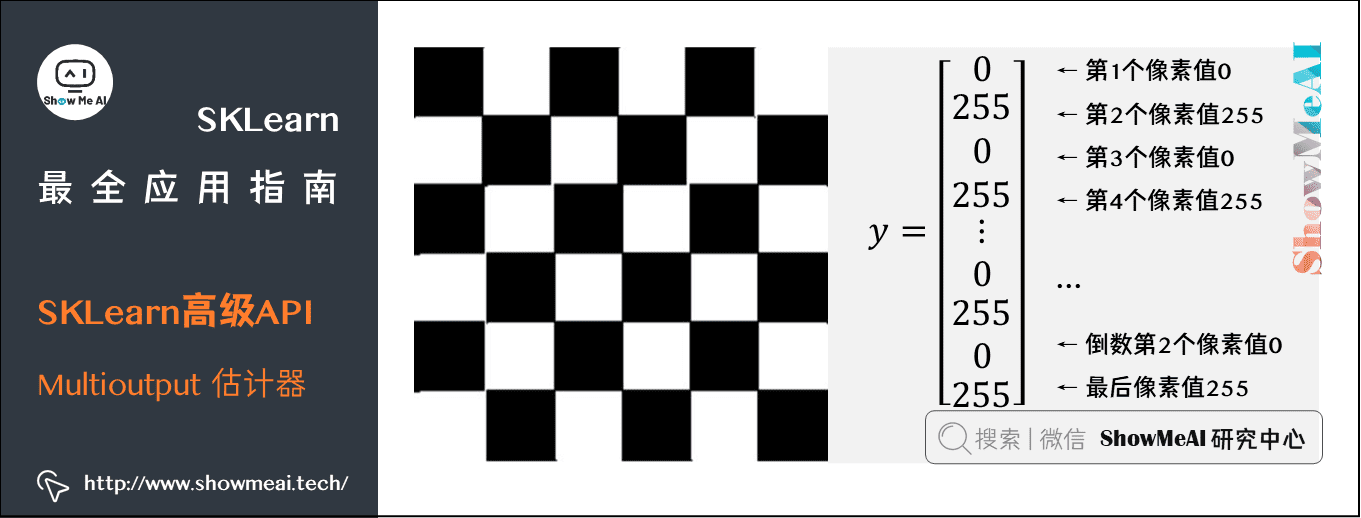 Show Me AI
SKLearn
最全应用指南
SKLearn高级API
Multioutput 估计器
http://www.showmeai.tech/
y =
0
255
0
255
⋮
0
255
0
255
← 第1个像素值0
← 第2个像素值255
← 第3个像素值0
← 第4个像素值255
...
← 倒数第2个像素值0
← 最后像素值255
ShowMeAI
搜索 | 微信 ShowMeAI 研究中心